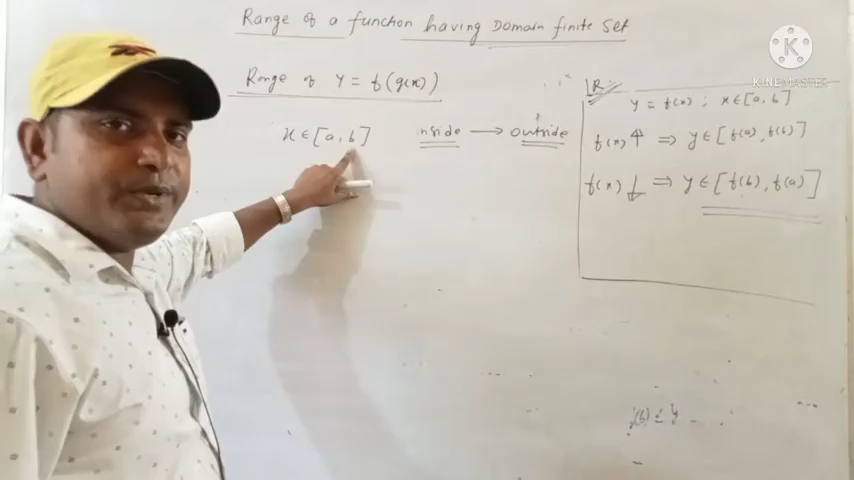 Range of a function having Domain finite set
Range of Y = f(g(x))
x ∈ [a, b] inside → outside
R
y = f(x) ; x ∈ [a, b]
f(x) ↑ ⇒ y ∈ [f(a), f(b)]
f(x) ↓ ⇒ y ∈ [f(b), f(a)]
(b) ≤ y
K
KINEMASTER